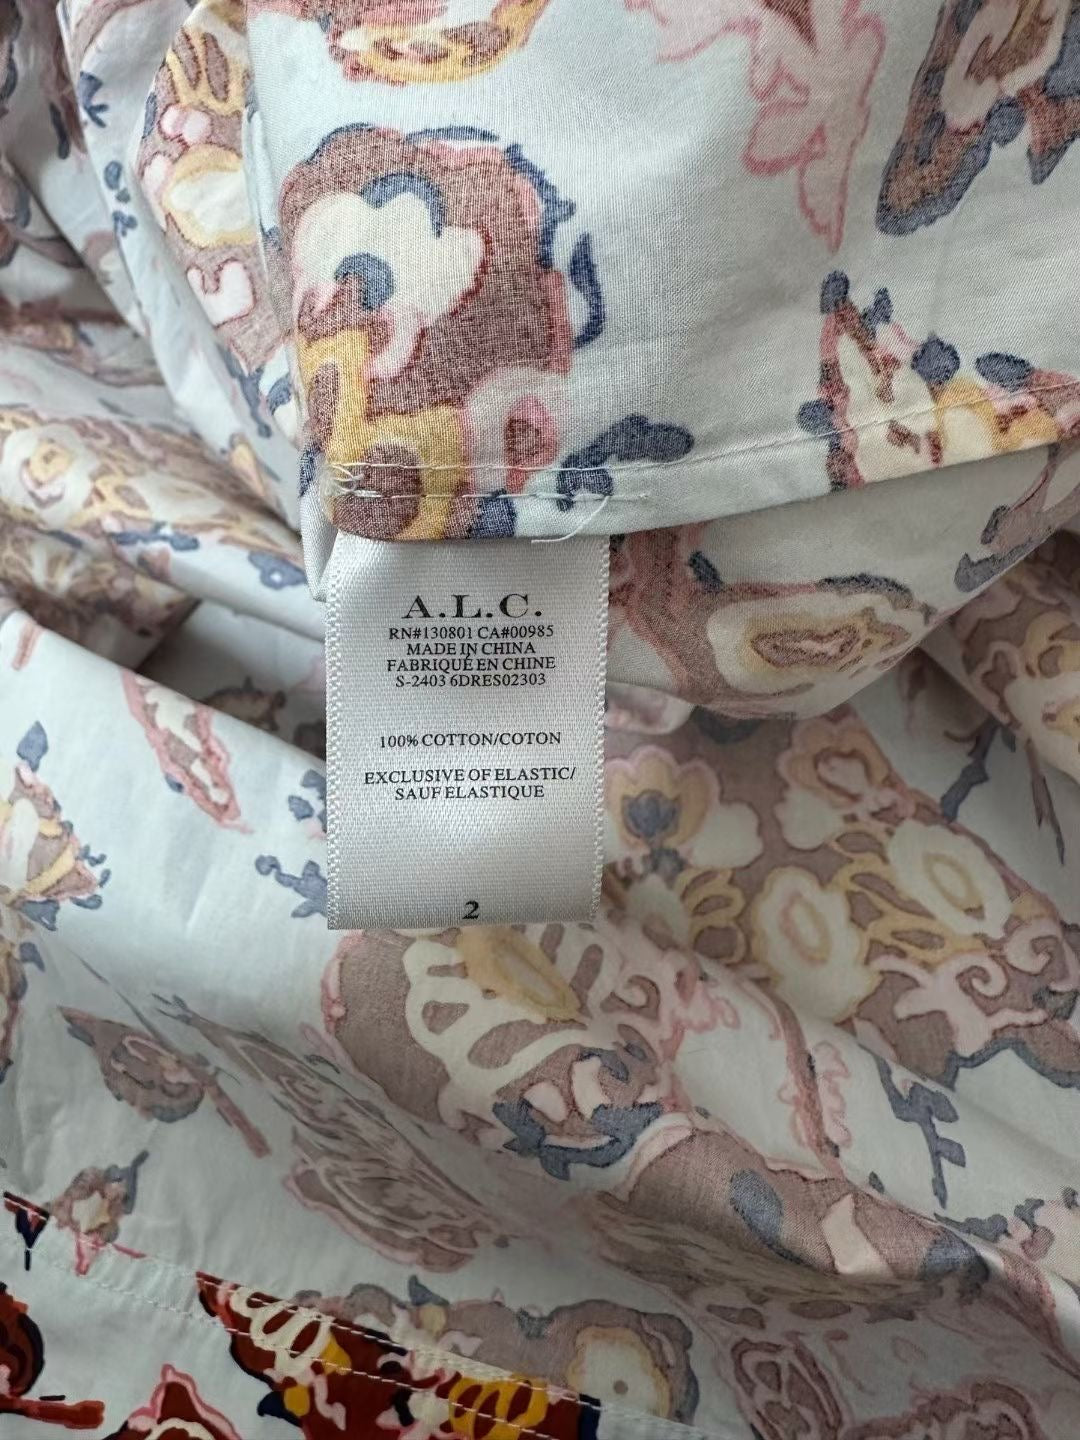 A.L.C.
RN#130801 CA#00985
MADE IN CHINA
FABRIQUÉ EN CHINE
S-2403 6DRES02303
100% COTTON/COTON
EXCLUSIVE OF ELASTIC/
SAUF ELASTIQUE
2